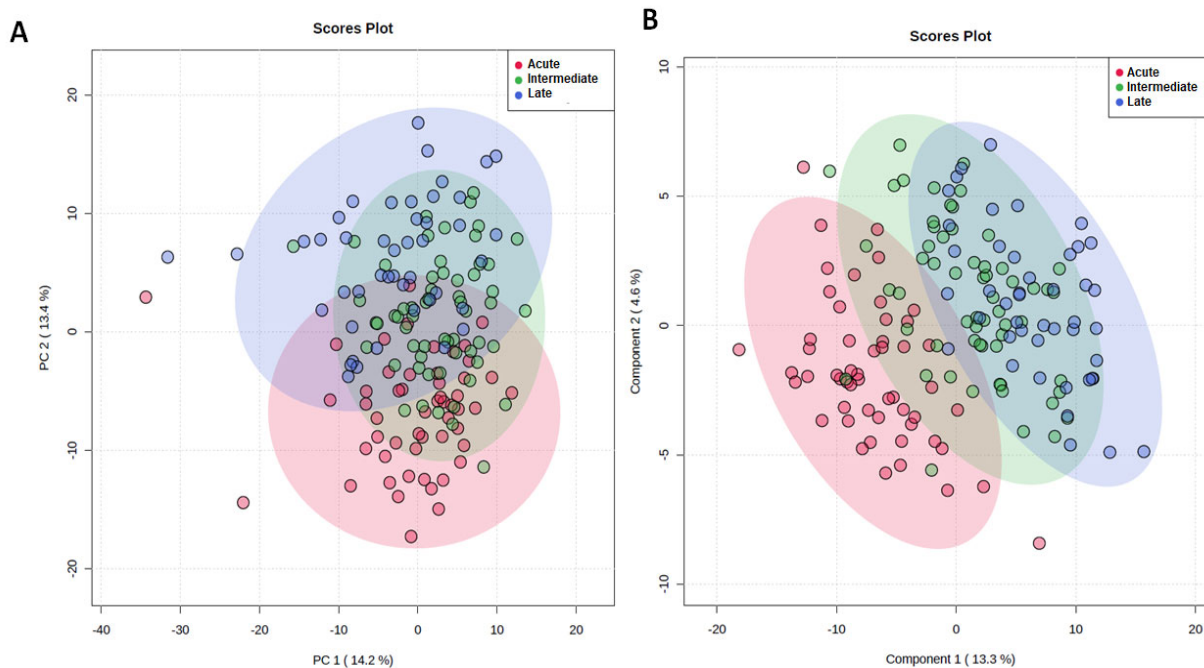 A
Scores Plot
Acute
Intermediate
Late
PC 2 ( 13.4 %)
20
10
0
-10
-20
-40
-30
-20
-10
0
10
20
PC 1 ( 14.2 %)
B
Scores Plot
Acute
Intermediate
Late
Component 2 ( 4.6 %)
10
5
0
-5
-10
-20
-10
0
10
20
Component 1 ( 13.3 %)